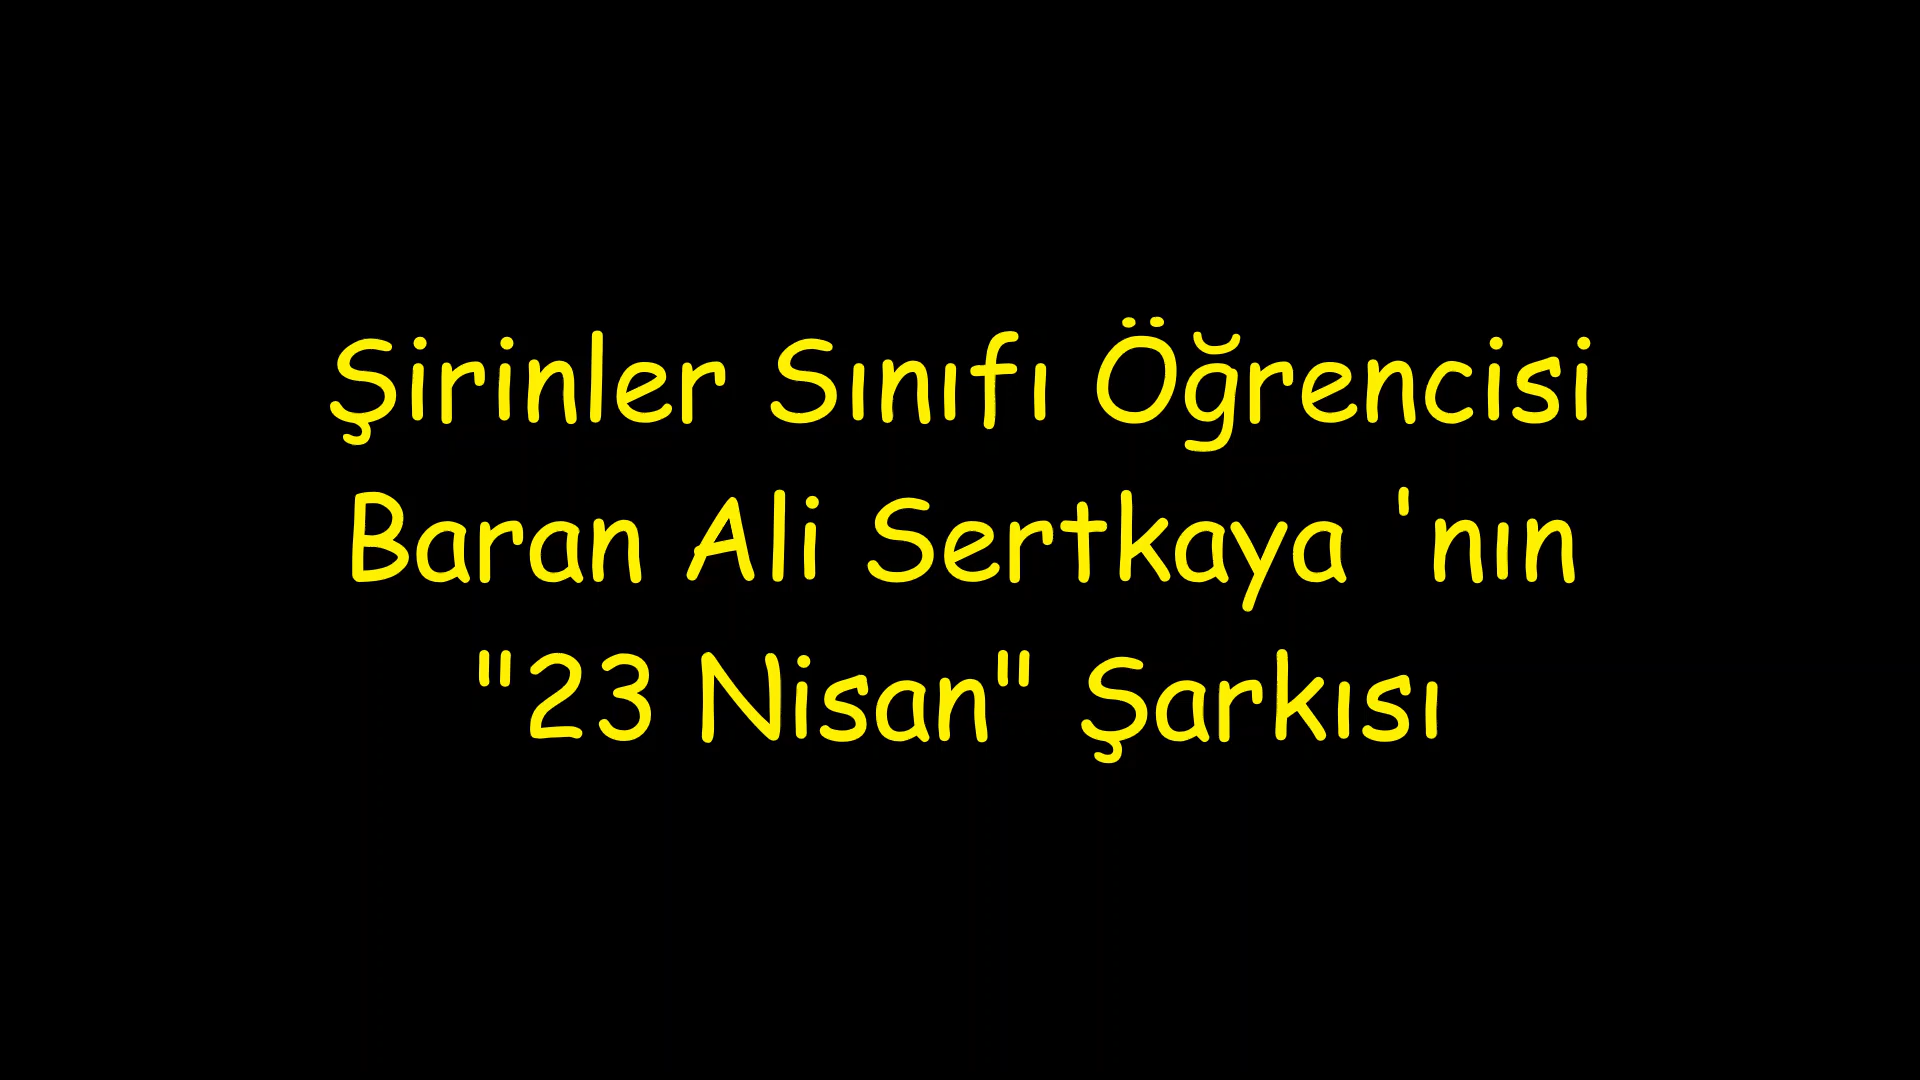 Şirinler Sınıfı Öğrencisi
Baran Ali Sertkaya 'nın
"23 Nisan" Şarkısı